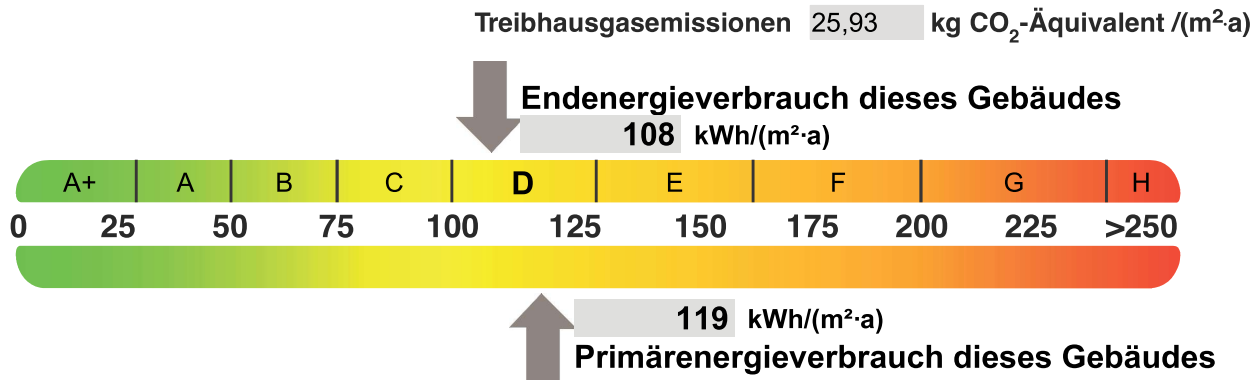 Treibhausgasemissionen 25,93 kg CO₂-Äquivalent /(m²·a)
Endenergieverbrauch dieses Gebäudes
108 kWh/(m²·a)
A+ A B C D E F G H
0 25 50 75 100 125 150 175 200 225 >250
119 kWh/(m²·a)
Primärenergieverbrauch dieses Gebäudes